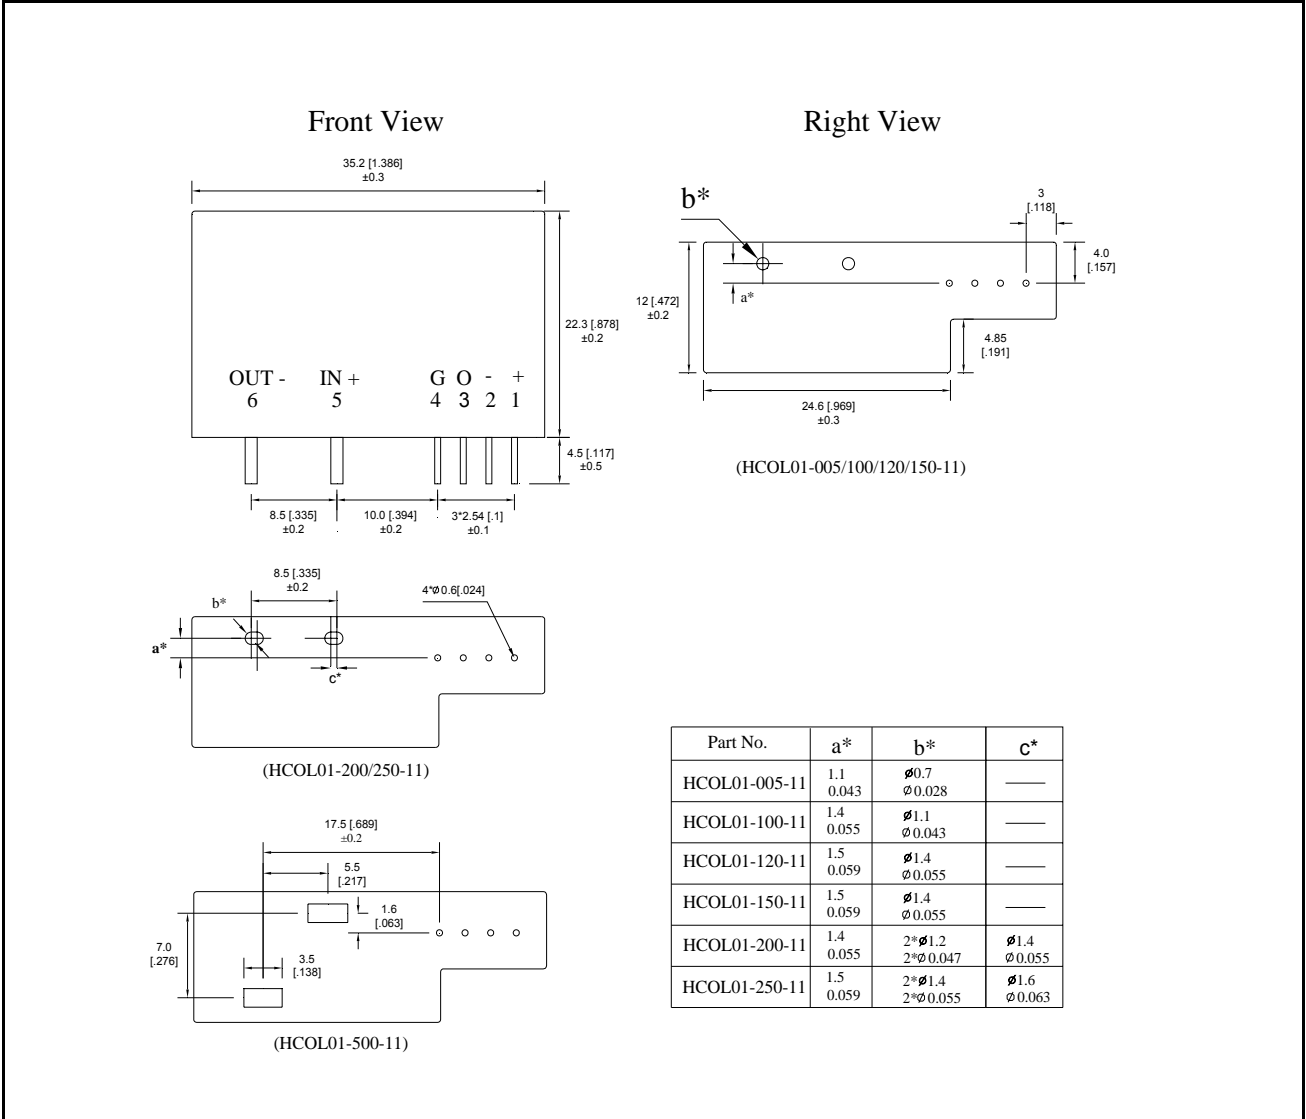 Front View
35.2 [1.386]
±0.3
22.3 [.878]
±0.2
OUT - IN + G O - +
6 5 4 3 2 1
4.5 [.117]
±0.5
8.5 [.335]
±0.2
10.0 [.394]
±0.2
3*2.54 [.1]
±0.1
Right View
b*
3
[.118]
4.0
[.157]
a*
12 [.472]
±0.2
4.85
[.191]
24.6 [.969]
±0.3
(HCOL01-005/100/120/150-11)
8.5 [.335]
±0.2
b*
4*Ø0.6[.024]
a*
c*
(HCOL01-200/250-11)
17.5 [.689]
±0.2
5.5
[.217]
1.6
[.063]
7.0
[.276]
3.5
[.138]
(HCOL01-500-11)
Part No. a* b* c*
HCOL01-005-11 1.1 Ø0.7 ——
0.043 Ø0.028
HCOL01-100-11 1.4 Ø1.1 ——
0.055 Ø0.043
HCOL01-120-11 1.5 Ø1.4 ——
0.059 Ø0.055
HCOL01-150-11 1.5 Ø1.4 ——
0.059 Ø0.055
HCOL01-200-11 1.4 2*Ø1.2 Ø1.4
0.055 2*Ø0.047 Ø0.055
HCOL01-250-11 1.5 2*Ø1.4 Ø1.6
0.059 2*Ø0.055 Ø0.063